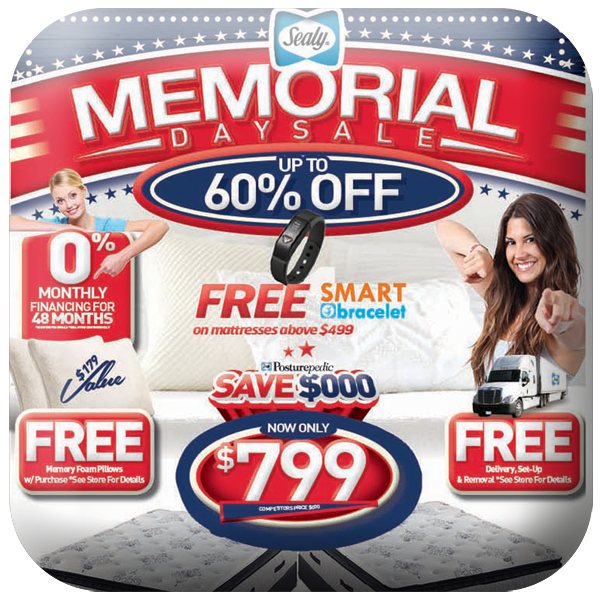 Sealy
MEMORIAL
DAY SALE
UP TO
60% OFF
0%
MONTHLY
FINANCING FOR
48 MONTHS
FREE SMART
bracelet
on mattresses above $499
$179
Value
Posturepedic
SAVE $000
FREE
Memory Foam Pillows
w/ Purchase *See Store For Details
NOW ONLY
$799
COMPETITORS PRICE $000
FREE
Delivery, Set-Up
& Removal *See Store For Details